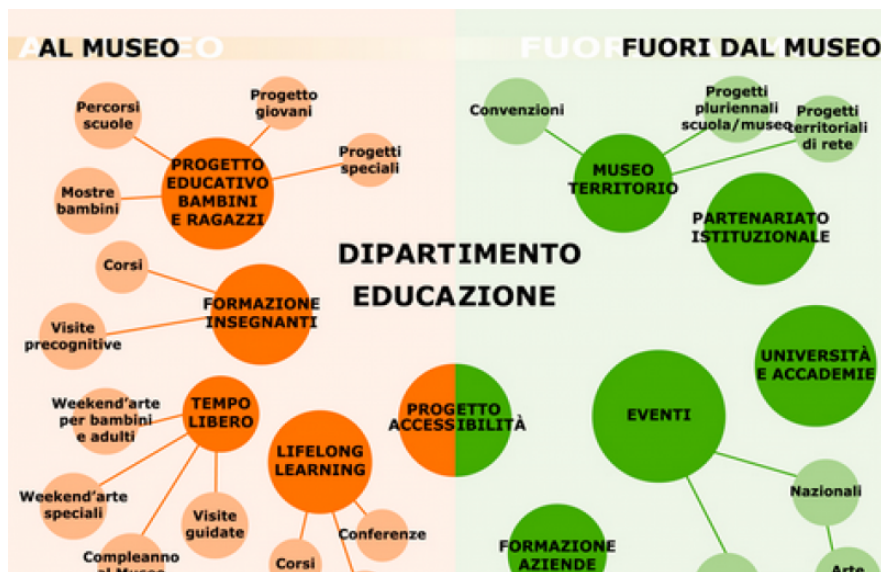 AL MUSEO
FUORI DAL MUSEO
Percorsi
scuole
Progetto
giovani
Progetti
speciali
PROGETTO
EDUCATIVO
BAMBINI
E RAGAZZI
Mostre
bambini
Corsi
FORMAZIONE
INSEGNANTI
Visite
precognitive
Weekend'arte
per bambini
e adulti
TEMPO
LIBERO
Weekend'arte
speciali
Visite
guidate
Compleanno
al Museo
LIFELONG
LEARNING
Conferenze
Corsi
DIPARTIMENTO
EDUCAZIONE
PROGETTO
ACCESSIBILITÀ
Convenzioni
Progetti
pluriennali
scuola/museo
Progetti
territoriali
di rete
MUSEO
TERRITORIO
PARTENARIATO
ISTITUZIONALE
UNIVERSITÀ
E ACCADEMIE
EVENTI
Nazionali
Arte
FORMAZIONE
AZIENDE